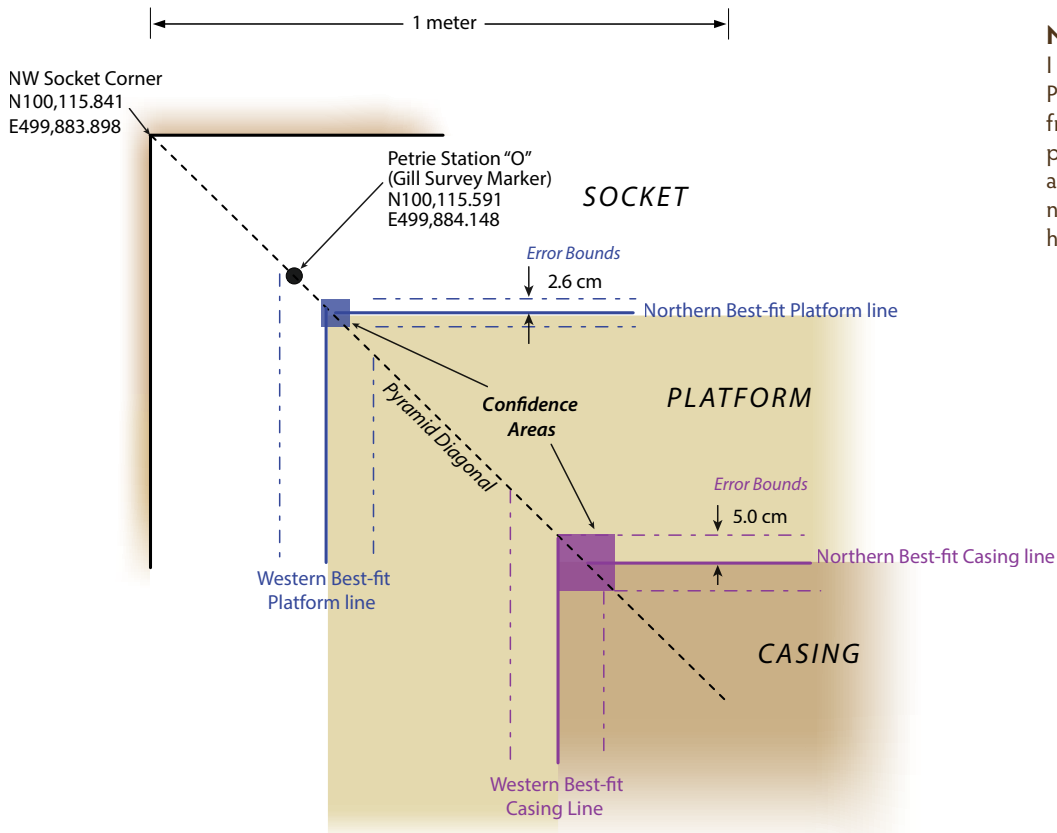 1 meter
NW Socket Corner
N100,115.841
E499,883.898
Petrie Station "O"
(Gill Survey Marker)
N100,115.591
E499,884.148
SOCKET
Error Bounds
2.6 cm
Northern Best-fit Platform line
PLATFORM
Pyramid Diagonal
Confidence
Areas
Error Bounds
5.0 cm
Northern Best-fit Casing line
Western Best-fit
Platform line
CASING
Western Best-fit
Casing Line